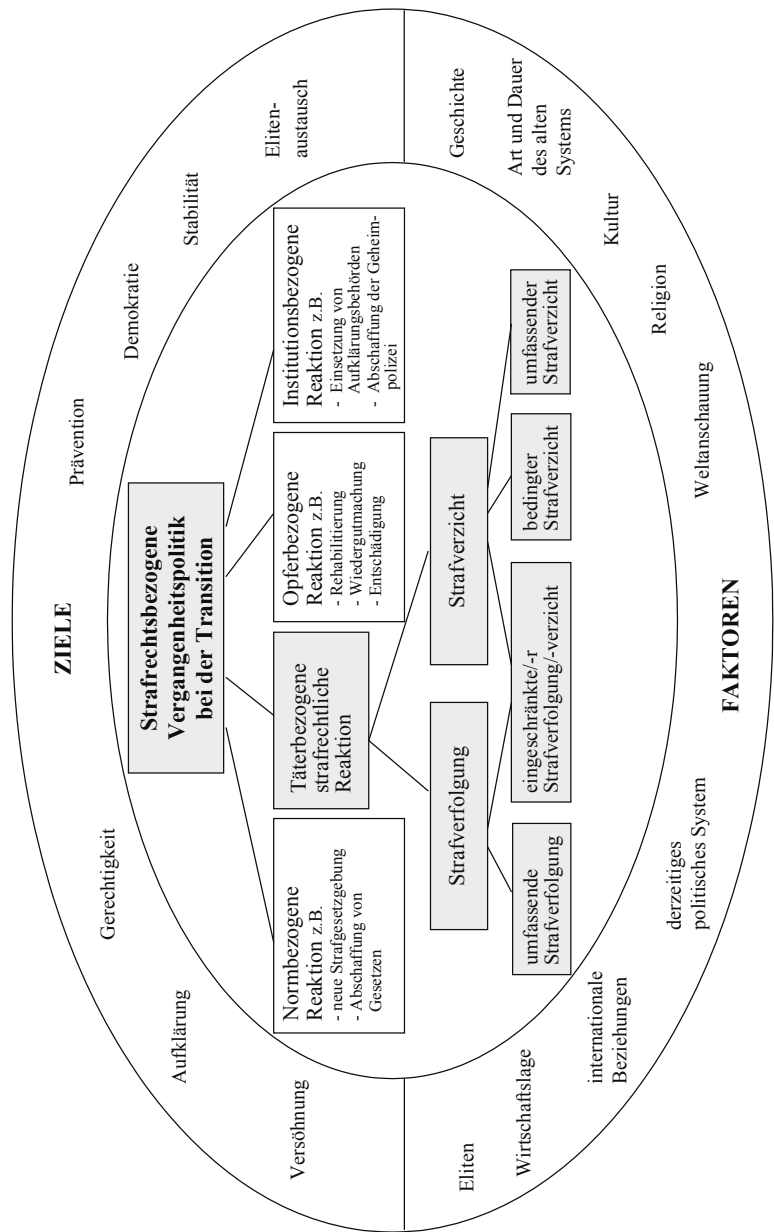 ZIELE
Versöhnung
Aufklärung
Gerechtigkeit
Prävention
Demokratie
Stabilität
Eliten-
austausch
Strafrechtsbezogene
Vergangenheitspolitik
bei der Transition
Normbezogene
Reaktion z.B.
- neue Strafgesetzgebung
- Abschaffung von
Gesetzen
Täterbezogene
strafrechtliche
Reaktion
Opferbezogene
Reaktion z.B.
- Rehabilitierung
- Wiedergutmachung
- Entschädigung
Institutionsbezogene
Reaktion z.B.
- Einsetzung von
Aufklärungsbehörden
- Abschaffung der Geheim-
polizei
Strafverfolgung
Strafverzicht
umfassende
Strafverfolgung
eingeschränkte/-r
Strafverfolgung/-verzicht
bedingter
Strafverzicht
umfassender
Strafverzicht
Eliten
Wirtschaftslage
internationale
Beziehungen
derzeitiges
politisches System
Weltanschauung
Religion
Kultur
Art und Dauer
des alten
Systems
Geschichte
FAKTOREN